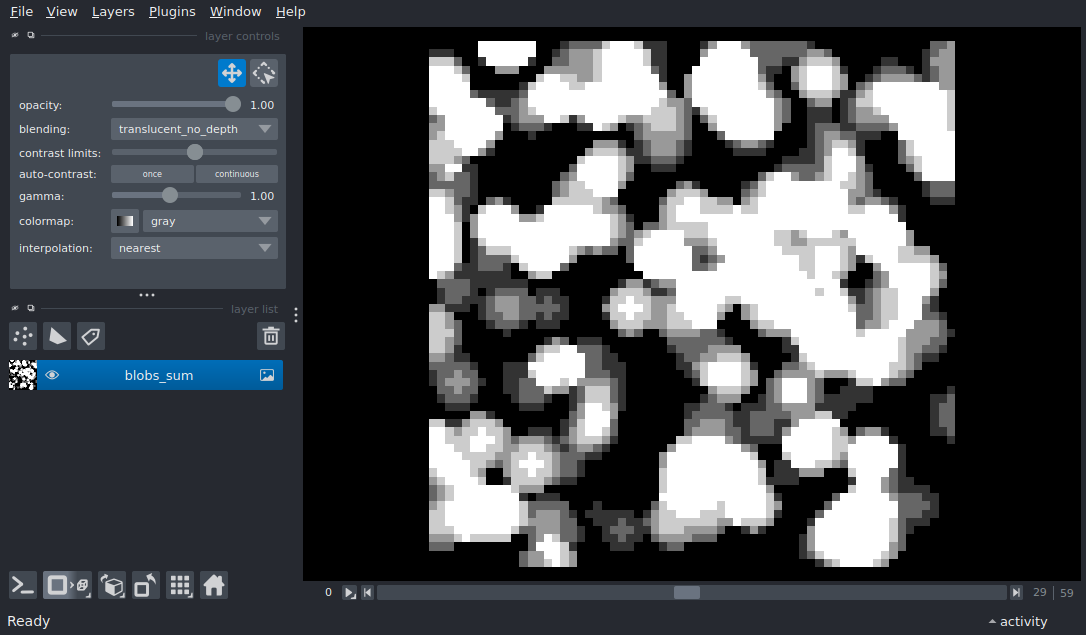 File View Layers Plugins Window Help
layer controls
opacity: 1.00
blending: translucent_no_depth
contrast limits:
auto-contrast: once continuous
gamma: 1.00
colormap: gray
interpolation: nearest
layer list
blobs_sum
0 29 59
Ready activity